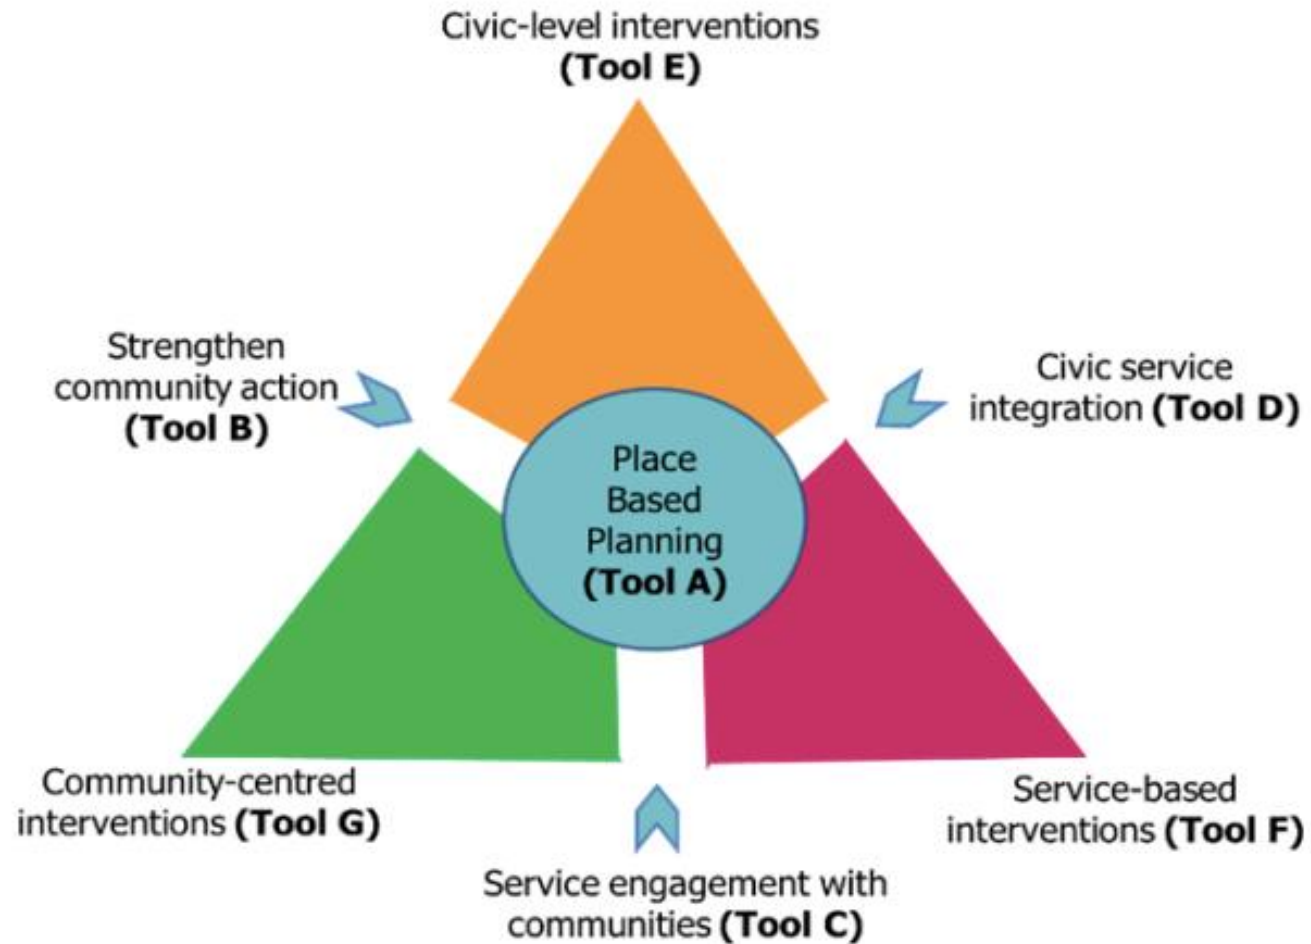 Civic-level interventions
(Tool E)
Strengthen
community action
(Tool B)
Civic service
integration (Tool D)
Place
Based
Planning
(Tool A)
Community-centred
interventions (Tool G)
Service-based
interventions (Tool F)
Service engagement with
communities (Tool C)